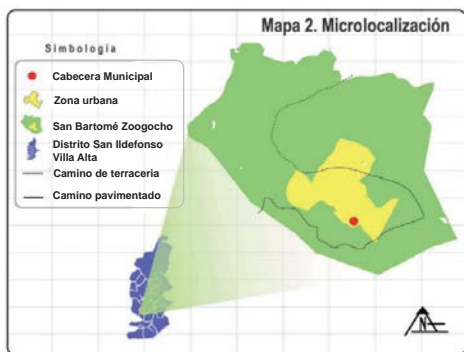 Mapa 2. Microlocalización
Simbología
Cabecera Municipal
Zona urbana
San Bartomé Zoogocho
Distrito San Ildefonso
Villa Alta
Camino de terraceria
Camino pavimentado
N